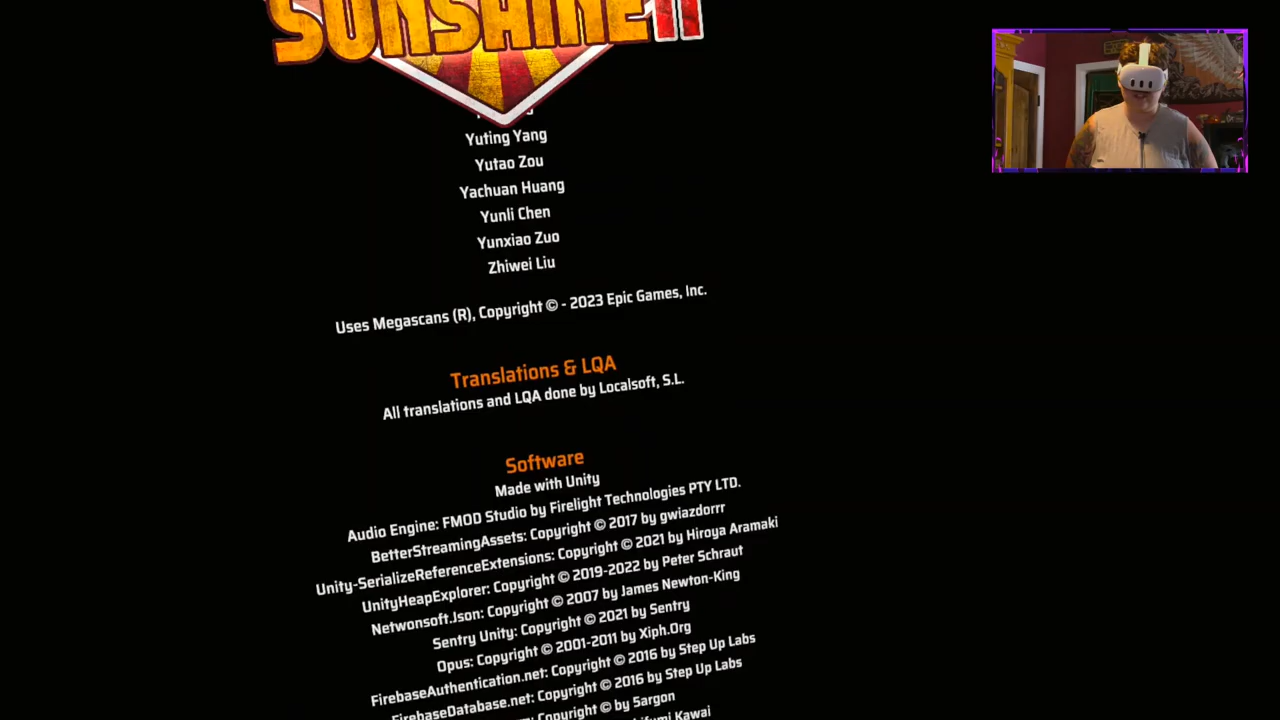 SUNSHINE II
Yuting Yang
Yutao Zou
Yachuan Huang
Yunli Chen
Yunxiao Zuo
Zhiwei Liu
Uses Megascans (R), Copyright © - 2023 Epic Games, Inc.
Translations & LQA
All translations and LQA done by Localsoft, S.L.
Software
Made with Unity
Audio Engine: FMOD Studio by Firelight Technologies PTY LTD.
BetterStreamingAssets: Copyright © 2017 by gwiazdorrr
Unity-SerializeReferenceExtensions: Copyright © 2021 by Hiroya Aramaki
UnityHeapExplorer: Copyright © 2019-2022 by Peter Schraut
Netwonsoft.Json: Copyright © 2007 by James Newton-King
Sentry Unity: Copyright © 2021 by Sentry
Opus: Copyright © 2001-2011 by Xiph.Org
FirebaseAuthentication.net: Copyright © 2016 by Step Up Labs
FirebaseDatabase.net: Copyright © 2016 by Step Up Labs
Copyright © by Sargon
Kawai